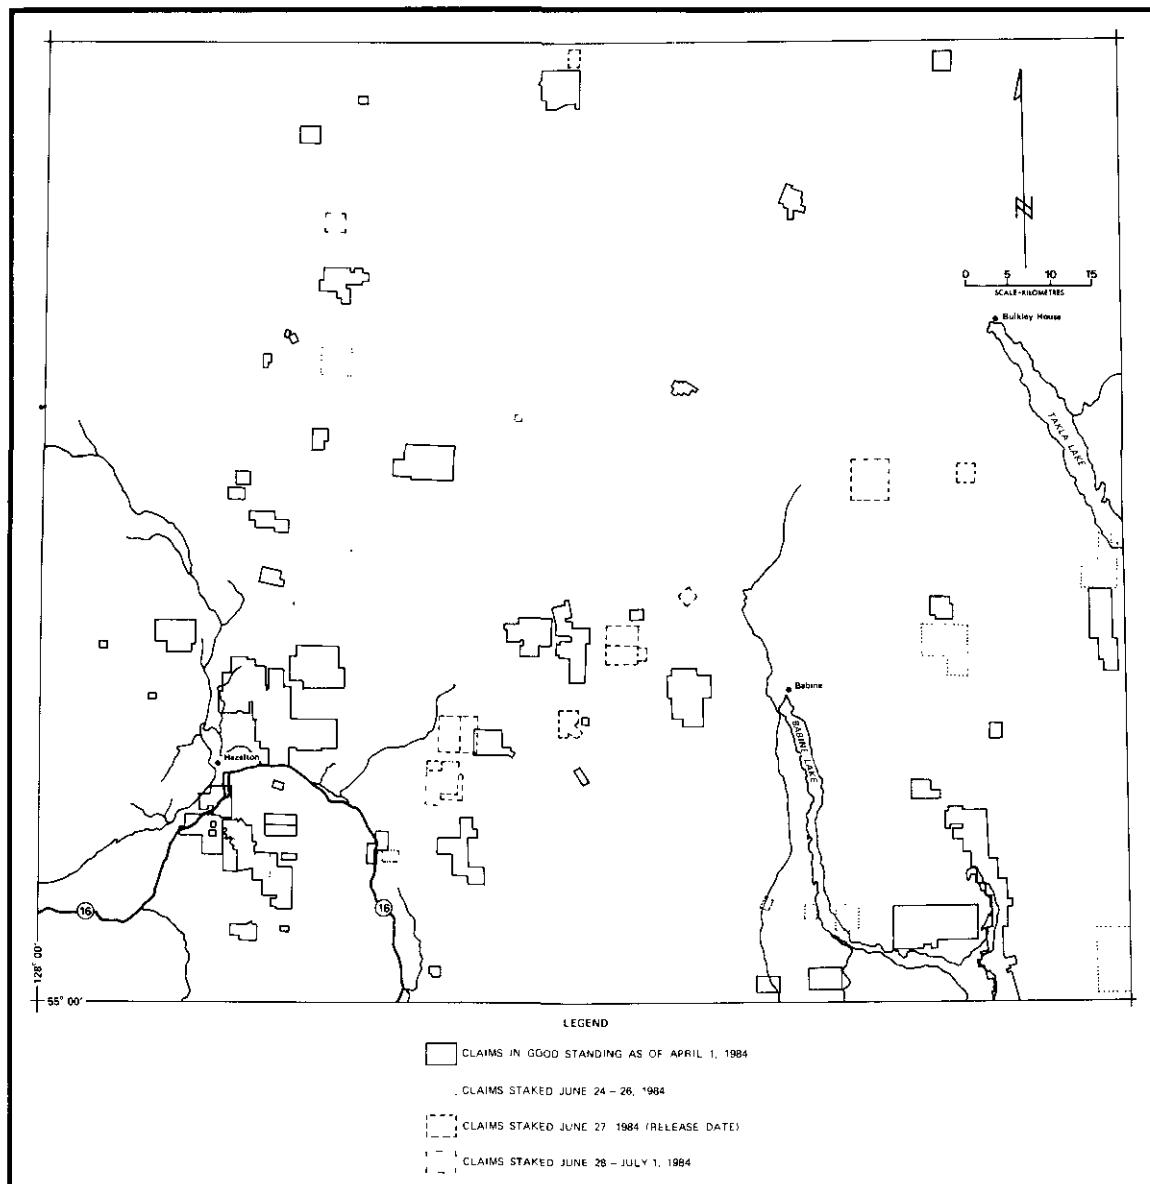 0 5 10 15
SCALE-KILOMETRES
Bulkley House
TAKLA LAKE
Babine
BABINE LAKE
Hazelton
16
16
128° 00'
55° 00'
LEGEND
CLAIMS IN GOOD STANDING AS OF APRIL 1, 1984
CLAIMS STAKED JUNE 24 – 26, 1984
CLAIMS STAKED JUNE 27 1984 (RELEASE DATE)
CLAIMS STAKED JUNE 28 – JULY 1, 1984